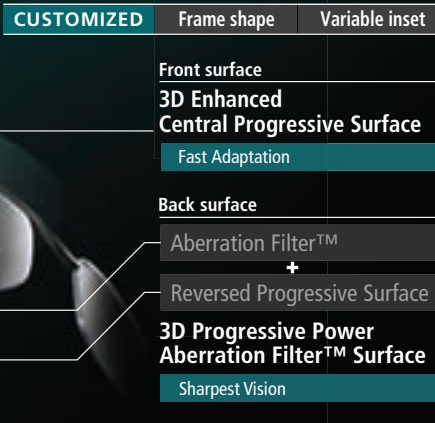 CUSTOMIZED Frame shape Variable inset
Front surface
3D Enhanced
Central Progressive Surface
Fast Adaptation
Back surface
Aberration Filter™
+
Reversed Progressive Surface
3D Progressive Power
Aberration Filter™ Surface
Sharpest Vision